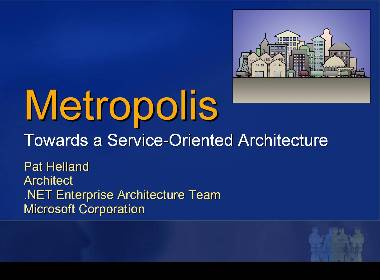 Metropolis
Towards a Service-Oriented Architecture
Pat Helland
Architect
.NET Enterprise Architecture Team
Microsoft Corporation